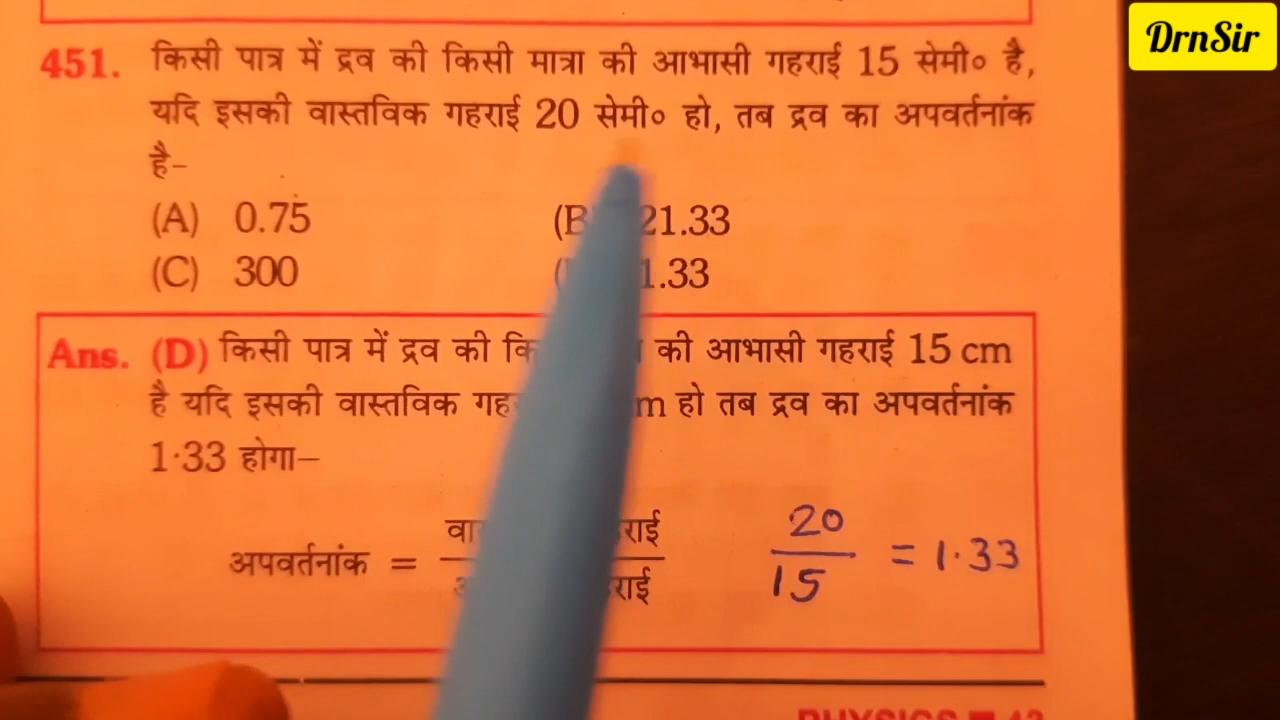 DrnSir
451. किसी पात्र में द्रव की किसी मात्रा की आभासी गहराई 15 सेमी० है,
यदि इसकी वास्तविक गहराई 20 सेमी० हो, तब द्रव का अपवर्तनांक
है–
(A) 0.75 (B) 21.33
(C) 300 1.33
Ans. (D) किसी पात्र में द्रव की की आभासी गहराई 15 cm
है यदि इसकी वास्तविक हो तब द्रव का अपवर्तनांक
1·33 होगा–
अपवर्तनांक =
20
15
= 1.33